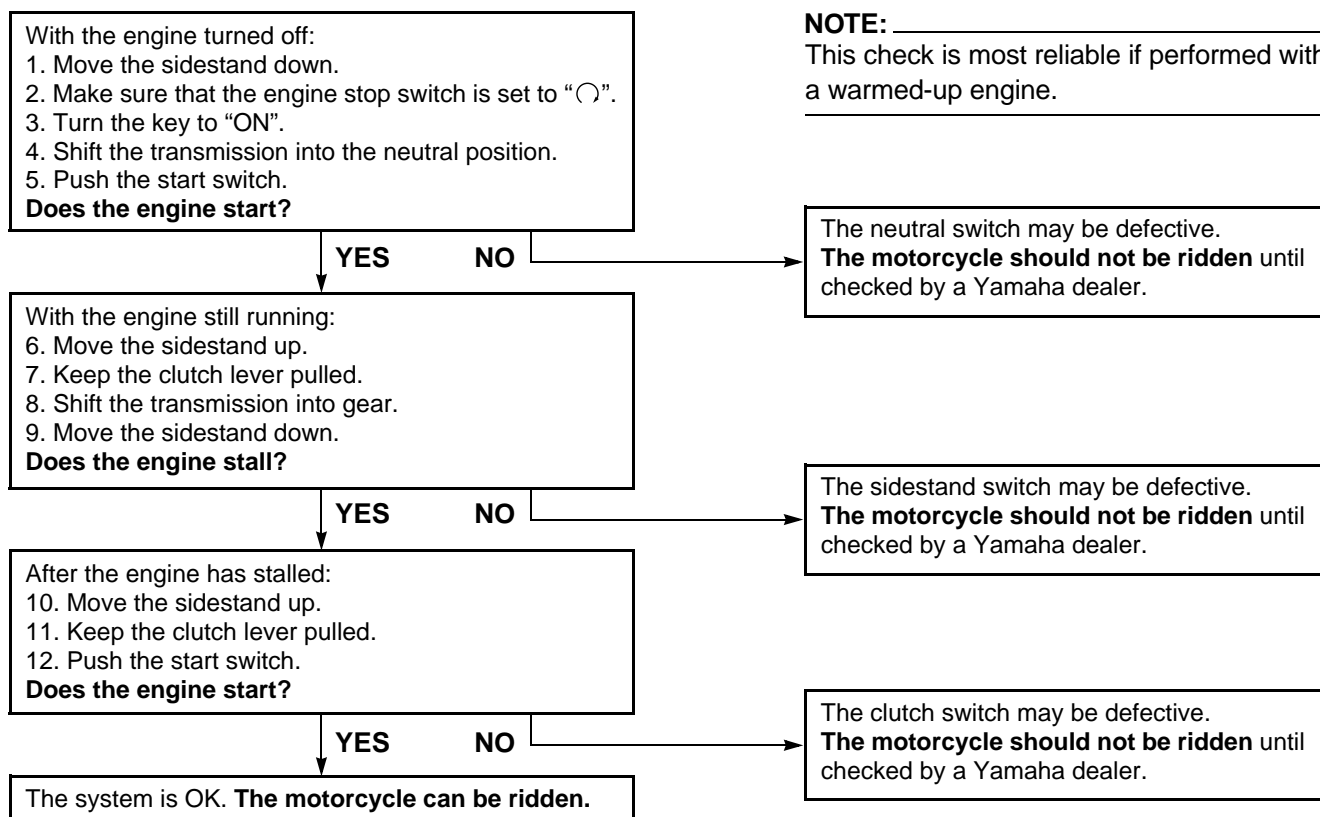 With the engine turned off:
1. Move the sidestand down.
2. Make sure that the engine stop switch is set to “”.
3. Turn the key to “ON”.
4. Shift the transmission into the neutral position.
5. Push the start switch.
Does the engine start?
NOTE:
This check is most reliable if performed with
a warmed-up engine.
YES NO
The neutral switch may be defective.
The motorcycle should not be ridden until
checked by a Yamaha dealer.
With the engine still running:
6. Move the sidestand up.
7. Keep the clutch lever pulled.
8. Shift the transmission into gear.
9. Move the sidestand down.
Does the engine stall?
YES NO
The sidestand switch may be defective.
The motorcycle should not be ridden until
checked by a Yamaha dealer.
After the engine has stalled:
10. Move the sidestand up.
11. Keep the clutch lever pulled.
12. Push the start switch.
Does the engine start?
YES NO
The clutch switch may be defective.
The motorcycle should not be ridden until
checked by a Yamaha dealer.
The system is OK. The motorcycle can be ridden.